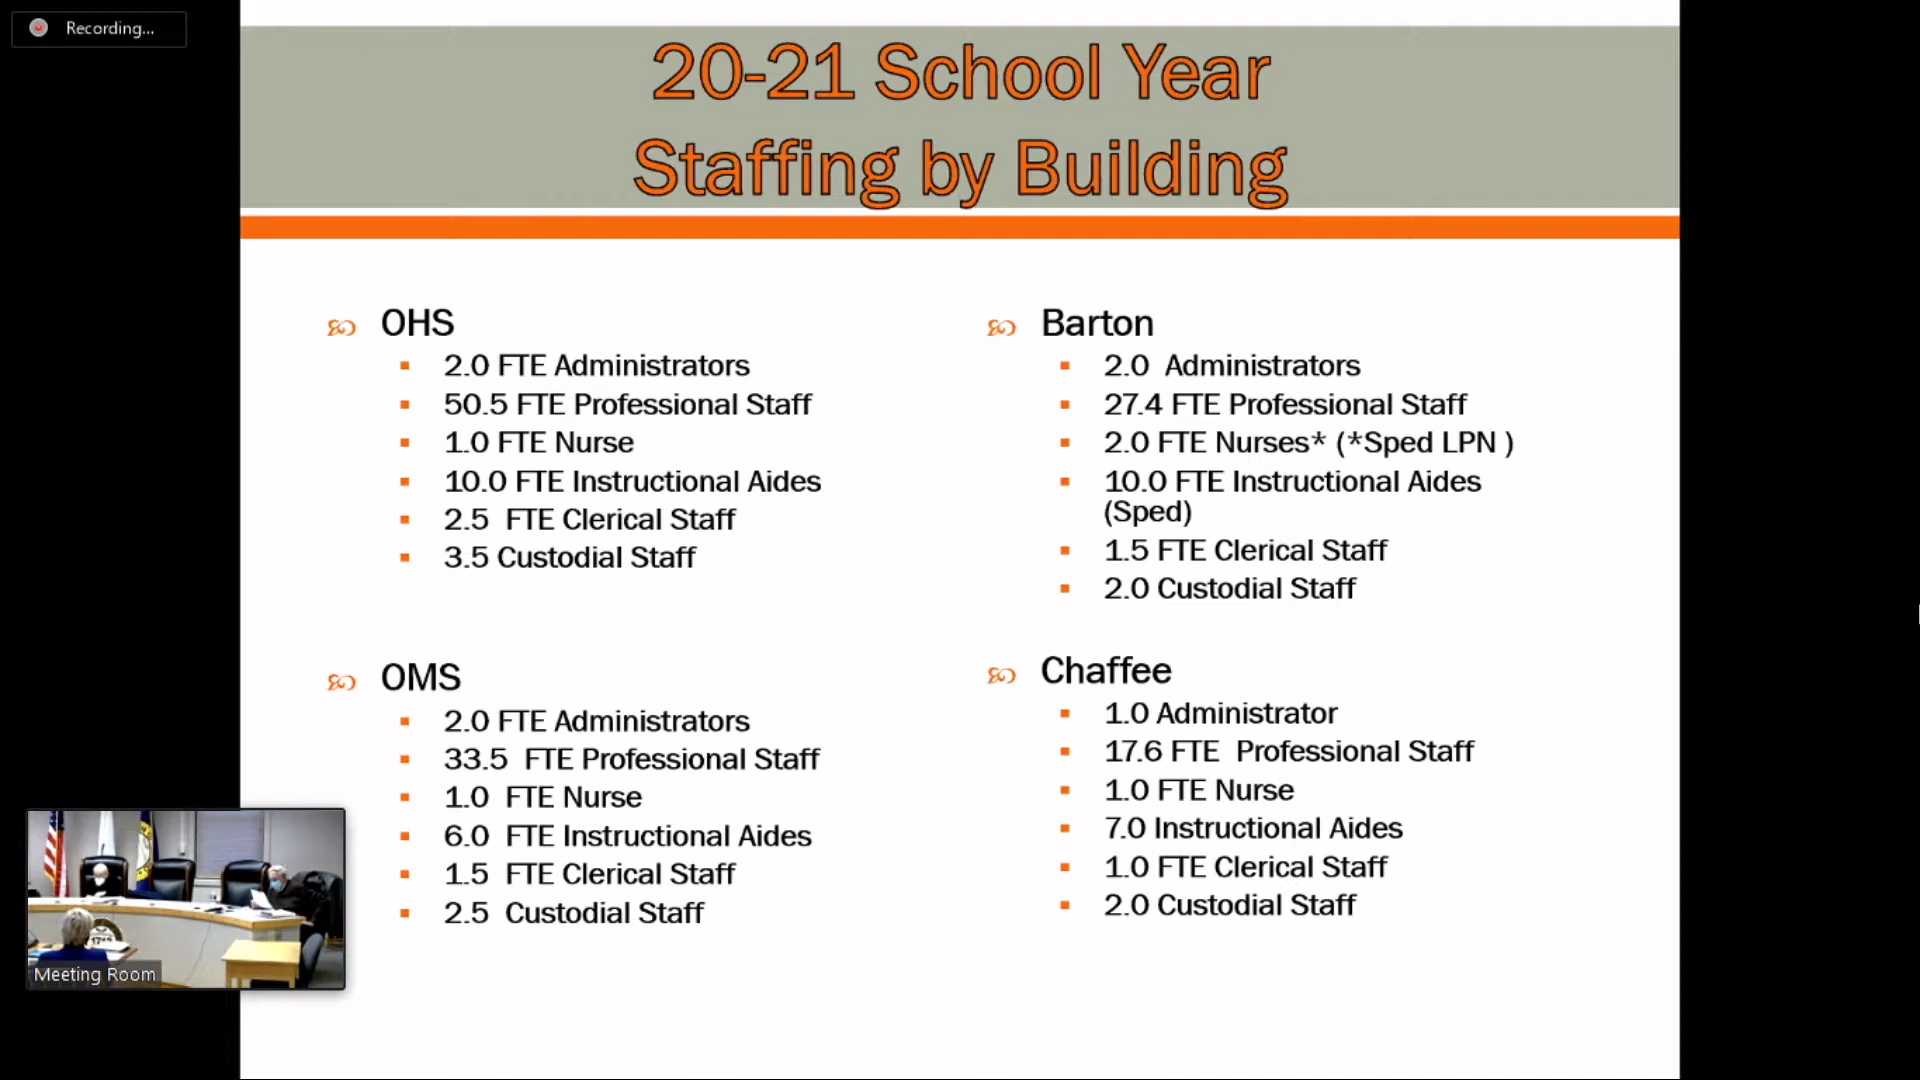 Recording...
20-21 School Year
Staffing by Building
OHS
2.0 FTE Administrators
50.5 FTE Professional Staff
1.0 FTE Nurse
10.0 FTE Instructional Aides
2.5 FTE Clerical Staff
3.5 Custodial Staff
OMS
2.0 FTE Administrators
33.5 FTE Professional Staff
1.0 FTE Nurse
6.0 FTE Instructional Aides
1.5 FTE Clerical Staff
2.5 Custodial Staff
Barton
2.0 Administrators
27.4 FTE Professional Staff
2.0 FTE Nurses* (*Sped LPN )
10.0 FTE Instructional Aides
(Sped)
1.5 FTE Clerical Staff
2.0 Custodial Staff
Chaffee
1.0 Administrator
17.6 FTE Professional Staff
1.0 FTE Nurse
7.0 Instructional Aides
1.0 FTE Clerical Staff
2.0 Custodial Staff
Meeting Room